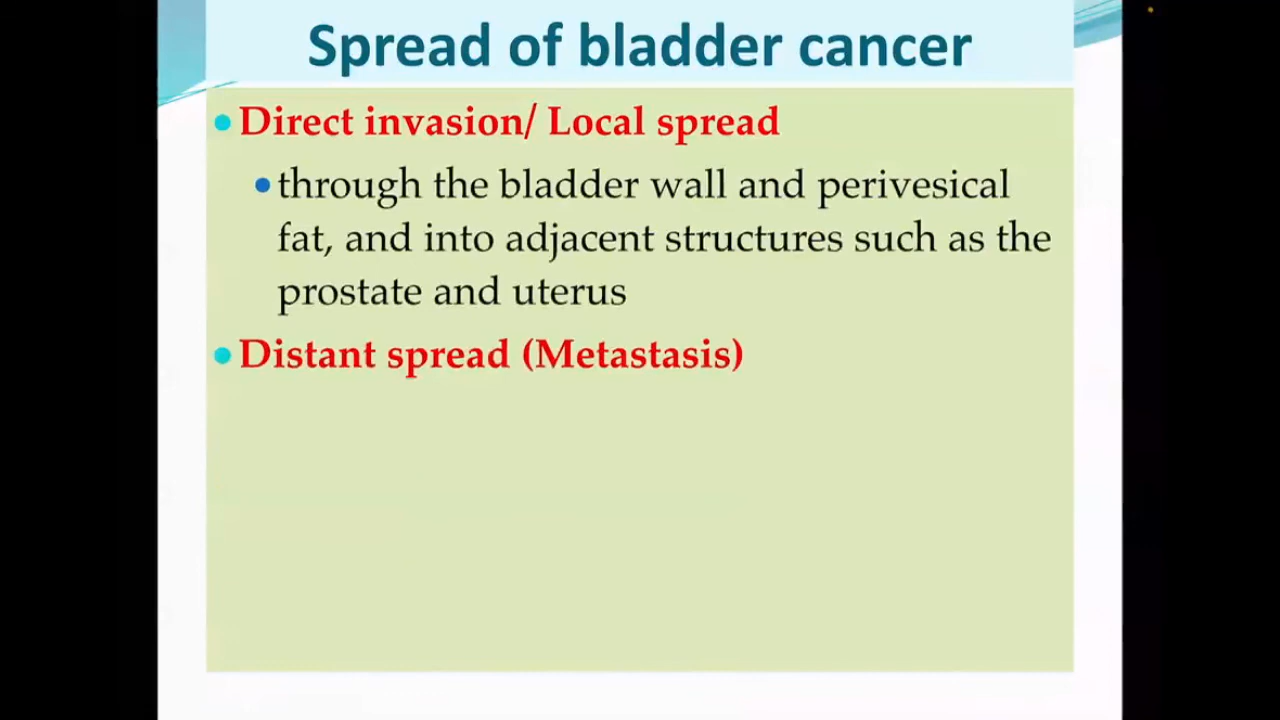 Spread of bladder cancer
• Direct invasion/ Local spread
• through the bladder wall and perivesical
fat, and into adjacent structures such as the
prostate and uterus
• Distant spread (Metastasis)